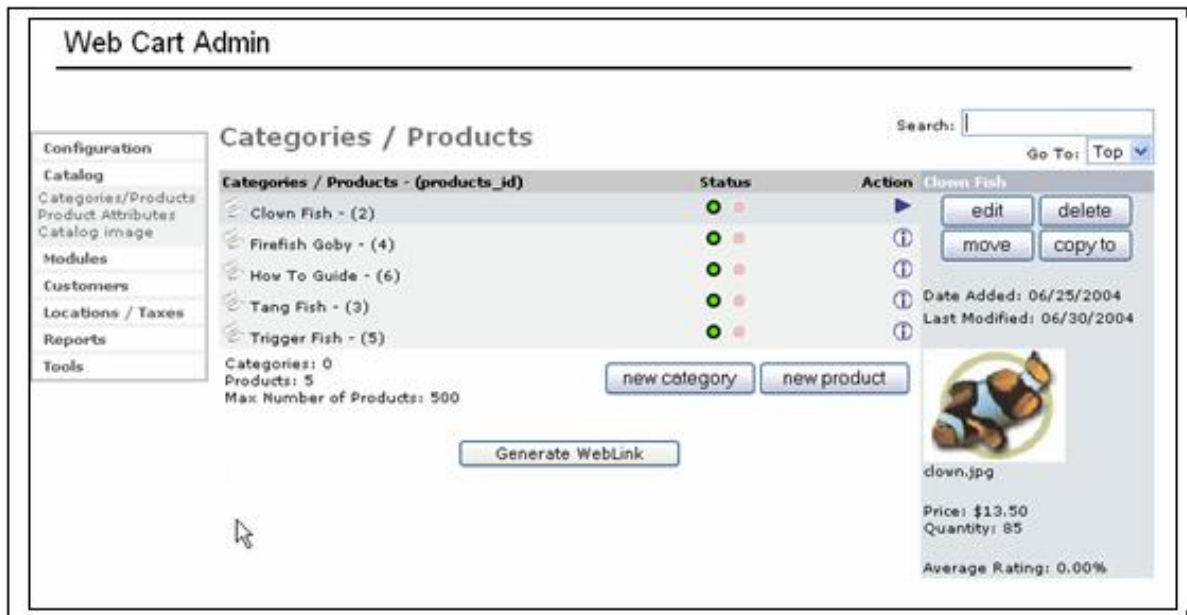 Web Cart Admin
Configuration
Catalog
Categories/Products
Product Attributes
Catalog image
Modules
Customers
Locations / Taxes
Reports
Tools
Categories / Products
Search:
Go To: Top
Categories / Products - (products_id) Status Action
Clown Fish - (2)
Firefish Goby - (4)
How To Guide - (6)
Tang Fish - (3)
Trigger Fish - (5)
Categories: 0
Products: 5
Max Number of Products: 500
new category new product
Generate WebLink
Clown Fish
edit delete
move copy to
Date Added: 06/25/2004
Last Modified: 06/30/2004
clown.jpg
Price: $13.50
Quantity: 85
Average Rating: 0.00%